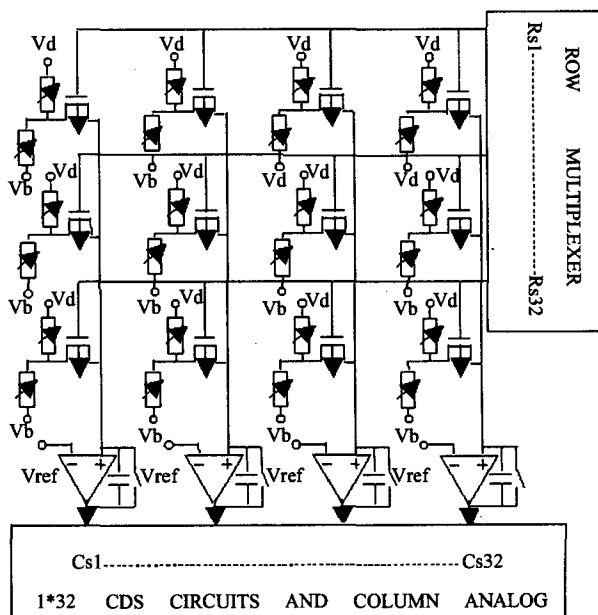 Vd Vd Vd Vd
ROW MULTIPLEXER
Rs1----------------Rs32
Vb Vd Vb Vd Vd Vd Vd Vd
Vb Vd Vb Vd Vb Vd Vb Vd
Vb Vb Vb Vb
− + − + − + − +
Vref Vref Vref Vref
Cs1--------------------------------Cs32
1*32 CDS CIRCUITS AND COLUMN ANALOG